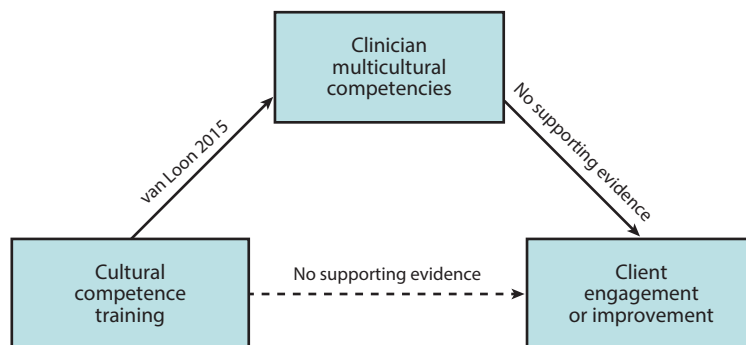 Clinician
multicultural
competencies
van Loon 2015
No supporting evidence
Cultural
competence
training
No supporting evidence
Client
engagement
or improvement